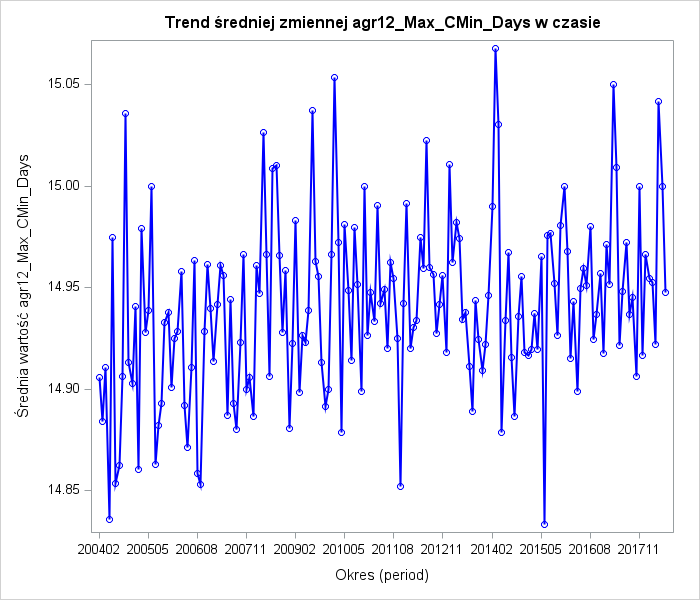 Trend średniej zmiennej agr12_Max_CMin_Days w czasie
Średnia wartość agr12_Max_CMin_Days
15.05
15.00
14.95
14.90
14.85
200402 200505 200608 200711 200902 201005 201108 201211 201402 201505 201608 201711
Okres (period)